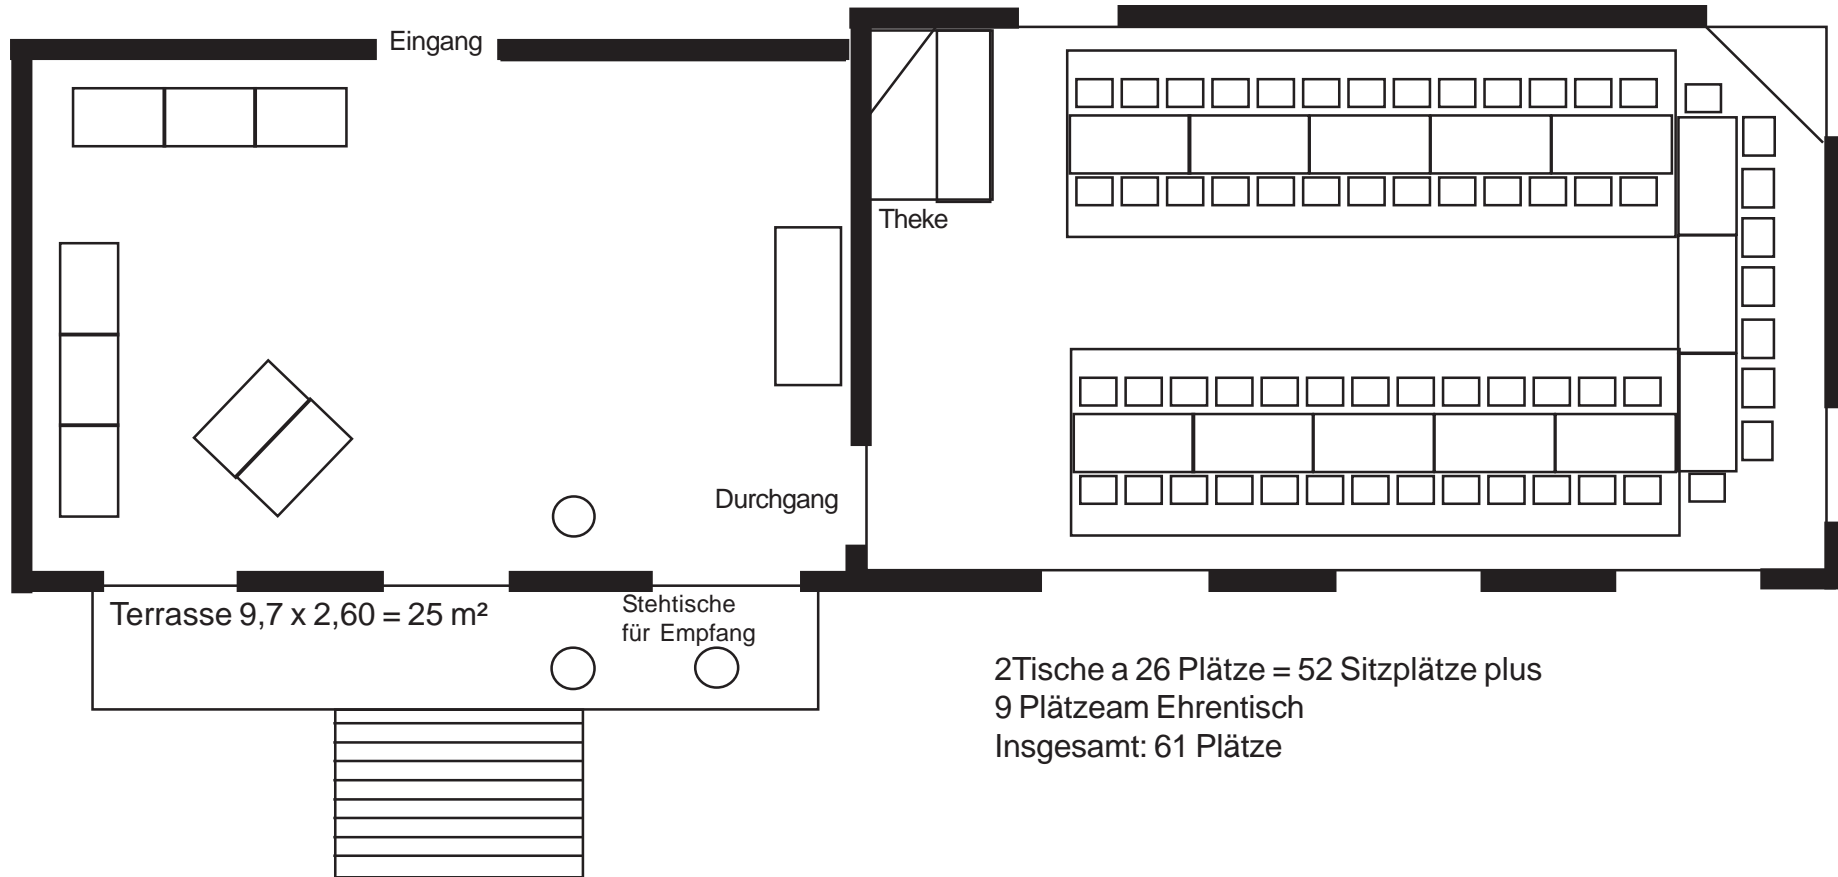 Eingang
Theke
Durchgang
Terrasse 9,7 x 2,60 = 25 m²
Stehtische
für Empfang
2Tische a 26 Plätze = 52 Sitzplätze plus
9 Plätzeam Ehrentisch
Insgesamt: 61 Plätze